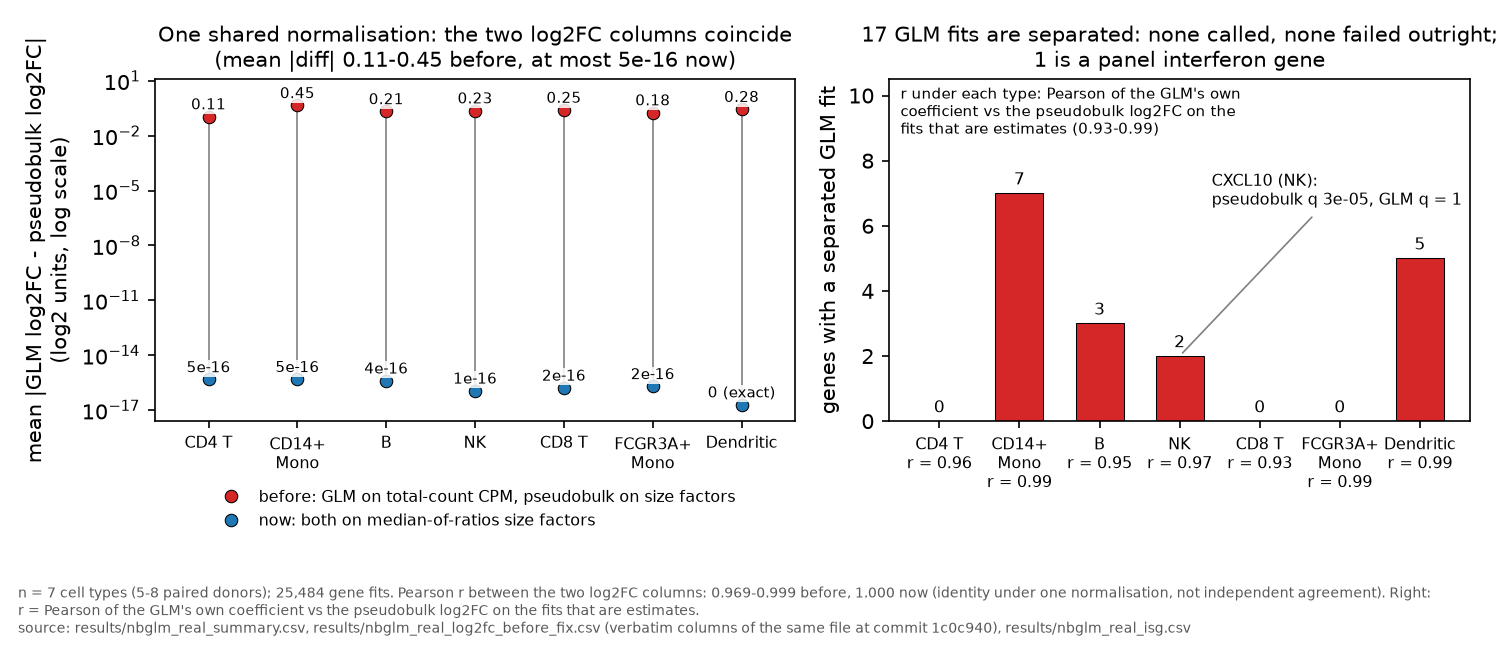 One shared normalisation: the two log2FC columns coincide
(mean |diff| 0.11-0.45 before, at most 5e-16 now)
mean |GLM log2FC - pseudobulk log2FC|
(log2 units, log scale)
10^1
10^−2
10^−5
10^−8
10^−11
10^−14
10^−17
0.11
0.45
0.21
0.23
0.25
0.18
0.28
5e-16
5e-16
4e-16
1e-16
2e-16
2e-16
0 (exact)
CD4 T
CD14+
Mono
B
NK
CD8 T
FCGR3A+
Mono
Dendritic
before: GLM on total-count CPM, pseudobulk on size factors
now: both on median-of-ratios size factors
17 GLM fits are separated: none called, none failed outright;
1 is a panel interferon gene
genes with a separated GLM fit
10
8
6
4
2
0
r under each type: Pearson of the GLM's own
coefficient vs the pseudobulk log2FC on the
fits that are estimates (0.93-0.99)
CXCL10 (NK):
pseudobulk q 3e-05, GLM q = 1
0
7
3
2
0
0
5
CD4 T
r = 0.96
CD14+
Mono
r = 0.99
B
r = 0.95
NK
r = 0.97
CD8 T
r = 0.93
FCGR3A+
Mono
r = 0.99
Dendritic
r = 0.99
n = 7 cell types (5-8 paired donors); 25,484 gene fits. Pearson r between the two log2FC columns: 0.969-0.999 before, 1.000 now (identity under one normalisation, not independent agreement). Right:
r = Pearson of the GLM's own coefficient vs the pseudobulk log2FC on the fits that are estimates.
source: results/nbglm_real_summary.csv, results/nbglm_real_log2fc_before_fix.csv (verbatim columns of the same file at commit 1c0c940), results/nbglm_real_isg.csv